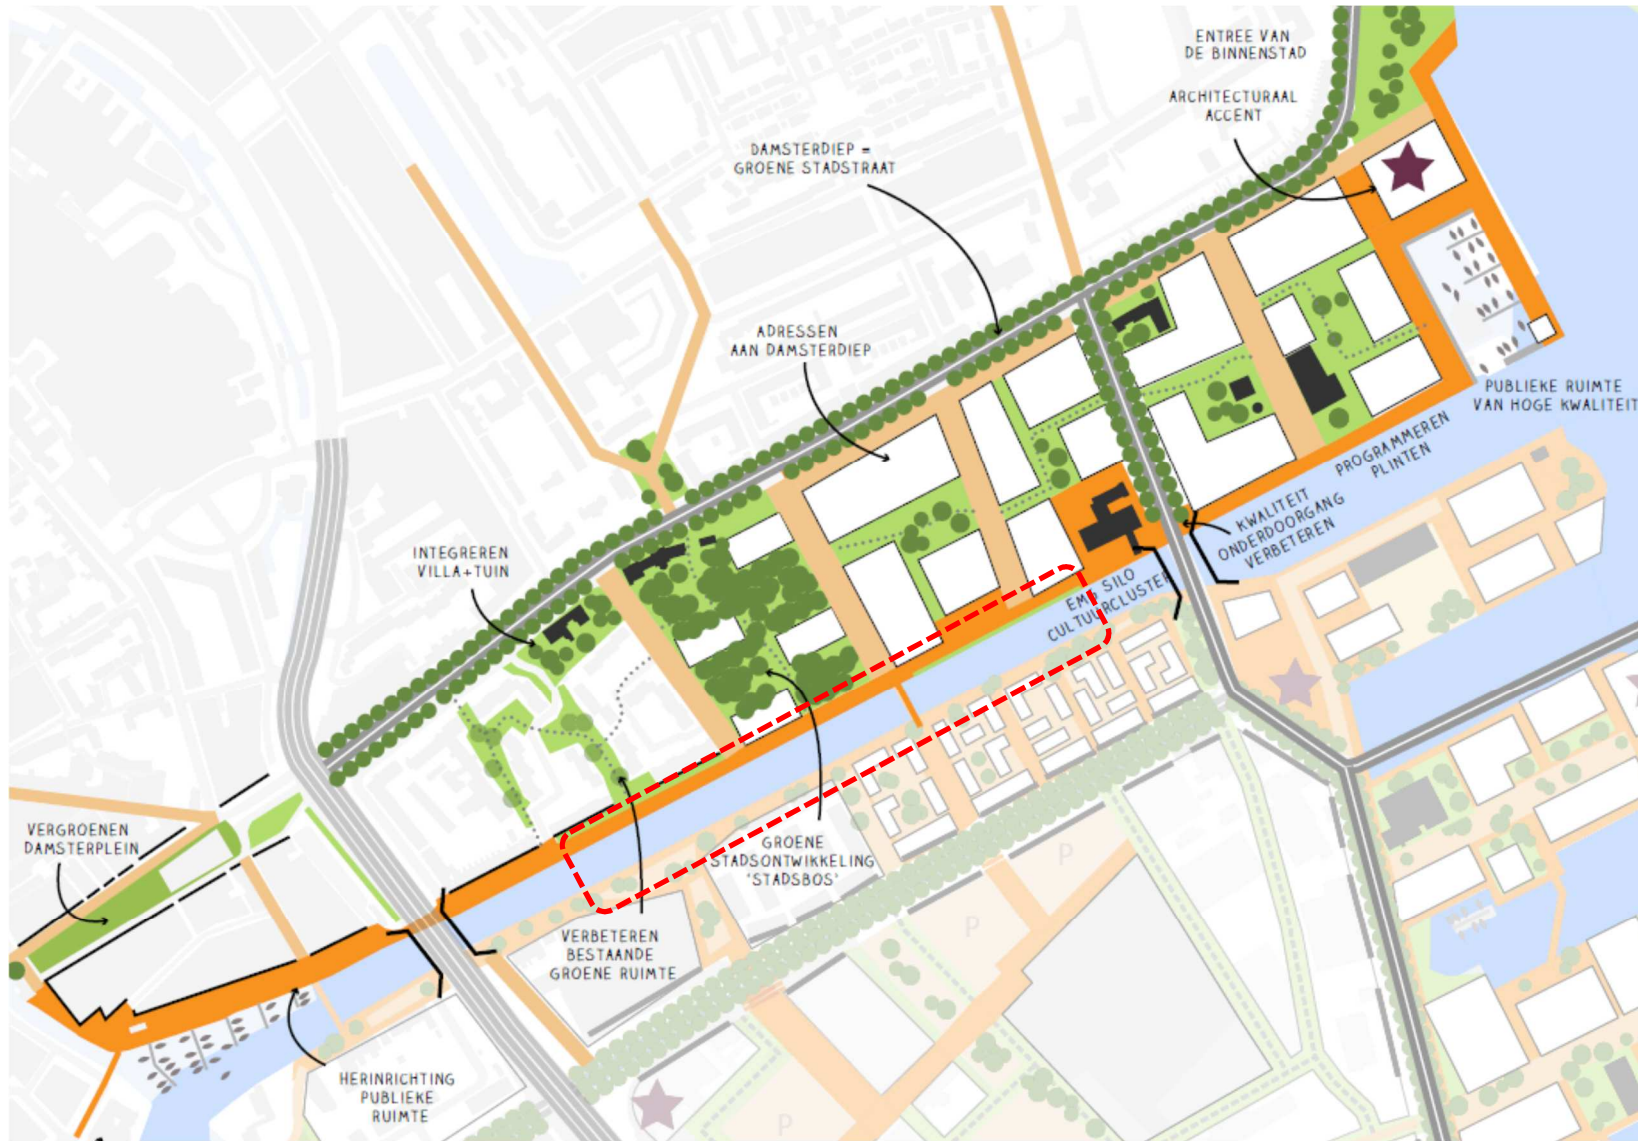 ENTREE VAN
DE BINNENSTAD
ARCHITECTURAAL
ACCENT
DAMSTERDIEP =
GROENE STADSTRAAT
ADRESSEN
AAN DAMSTERDIEP
PUBLIEKE RUIMTE
VAN HOGE KWALITEIT
PROGRAMMEREN
PLINTEN
KWALITEIT
ONDERDOORGANG
VERBETEREN
INTEGREREN
VILLA+TUIN
EMG SILO
CULTUURCLUSTER
VERGROENEN
DAMSTERPLEIN
GROENE
STADSONTWIKKELING
'STADSBOS'
P
VERBETEREN
BESTAANDE
GROENE RUIMTE
P
HERINRICHTING
PUBLIEKE
RUIMTE
P